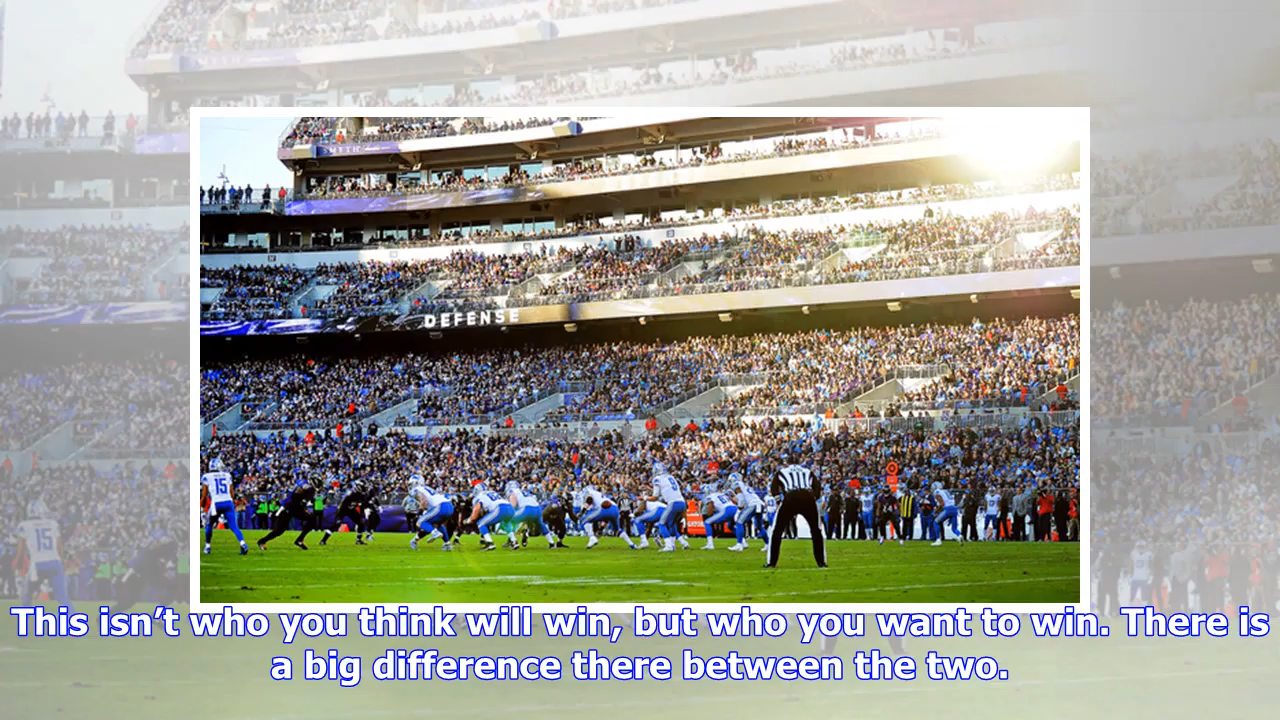 DEFENSE
15
This isn’t who you think will win, but who you want to win. There is
a big difference there between the two.